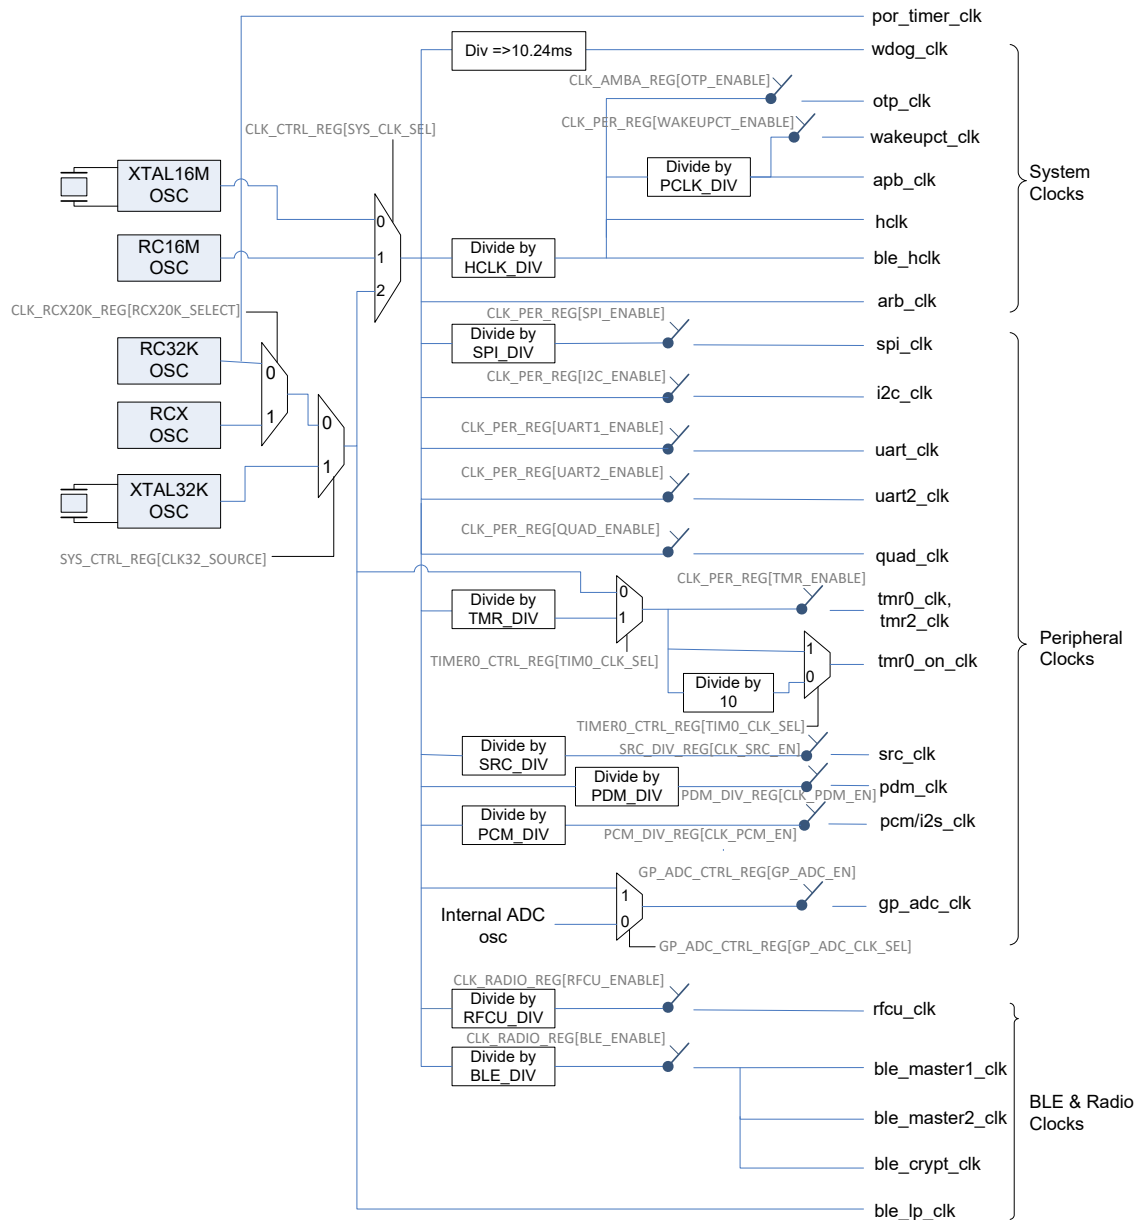 por_timer_clk
Div =>10.24ms
wdog_clk
CLK_AMBA_REG[OTP_ENABLE]
otp_clk
CLK_PER_REG[WAKEUPCT_ENABLE]
CLK_CTRL_REG[SYS_CLK_SEL]
wakeupct_clk
XTAL16M
OSC
Divide by
PCLK_DIV
apb_clk
System
Clocks
0
hclk
RC16M
OSC
1
Divide by
HCLK_DIV
ble_hclk
2
arb_clk
CLK_RCX20K_REG[RCX20K_SELECT]
CLK_PER_REG[SPI_ENABLE]
Divide by
SPI_DIV
spi_clk
RC32K
OSC
0
CLK_PER_REG[I2C_ENABLE]
i2c_clk
RCX
OSC
1
0
CLK_PER_REG[UART1_ENABLE]
uart_clk
1
CLK_PER_REG[UART2_ENABLE]
XTAL32K
OSC
uart2_clk
CLK_PER_REG[QUAD_ENABLE]
SYS_CTRL_REG[CLK32_SOURCE]
quad_clk
CLK_PER_REG[TMR_ENABLE]
0
Divide by
TMR_DIV
1
tmr0_clk,
tmr2_clk
Peripheral
Clocks
TIMER0_CTRL_REG[TIM0_CLK_SEL]
1
tmr0_on_clk
0
Divide by
10
TIMER0_CTRL_REG[TIM0_CLK_SEL]
Divide by
SRC_DIV
SRC_DIV_REG[CLK_SRC_EN]
src_clk
Divide by
PDM_DIV
PDM_DIV_REG[CLK_PDM_EN]
pdm_clk
Divide by
PCM_DIV
PCM_DIV_REG[CLK_PCM_EN]
pcm/i2s_clk
GP_ADC_CTRL_REG[GP_ADC_EN]
1
gp_adc_clk
Internal ADC
osc
0
GP_ADC_CTRL_REG[GP_ADC_CLK_SEL]
CLK_RADIO_REG[RFCU_ENABLE]
Divide by
RFCU_DIV
rfcu_clk
CLK_RADIO_REG[BLE_ENABLE]
Divide by
BLE_DIV
ble_master1_clk
BLE & Radio
Clocks
ble_master2_clk
ble_crypt_clk
ble_lp_clk